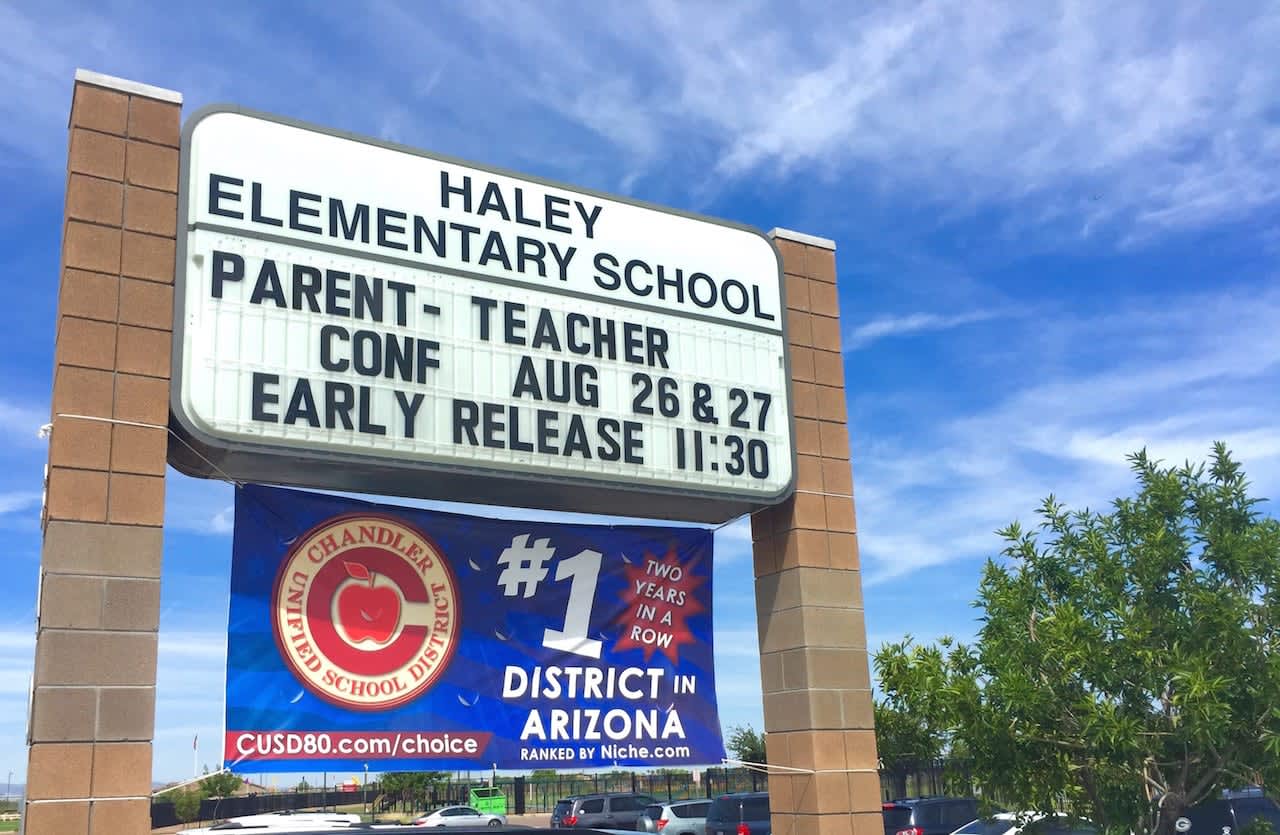 HALEY
ELEMENTARY SCHOOL
PARENT- TEACHER
CONF AUG 26 & 27
EARLY RELEASE 11:30
CHANDLER
UNIFIED SCHOOL DISTRICT
C
#1
TWO
YEARS
IN A
ROW
DISTRICT IN
ARIZONA
RANKED BY Niche.com
CUSD80.com/choice